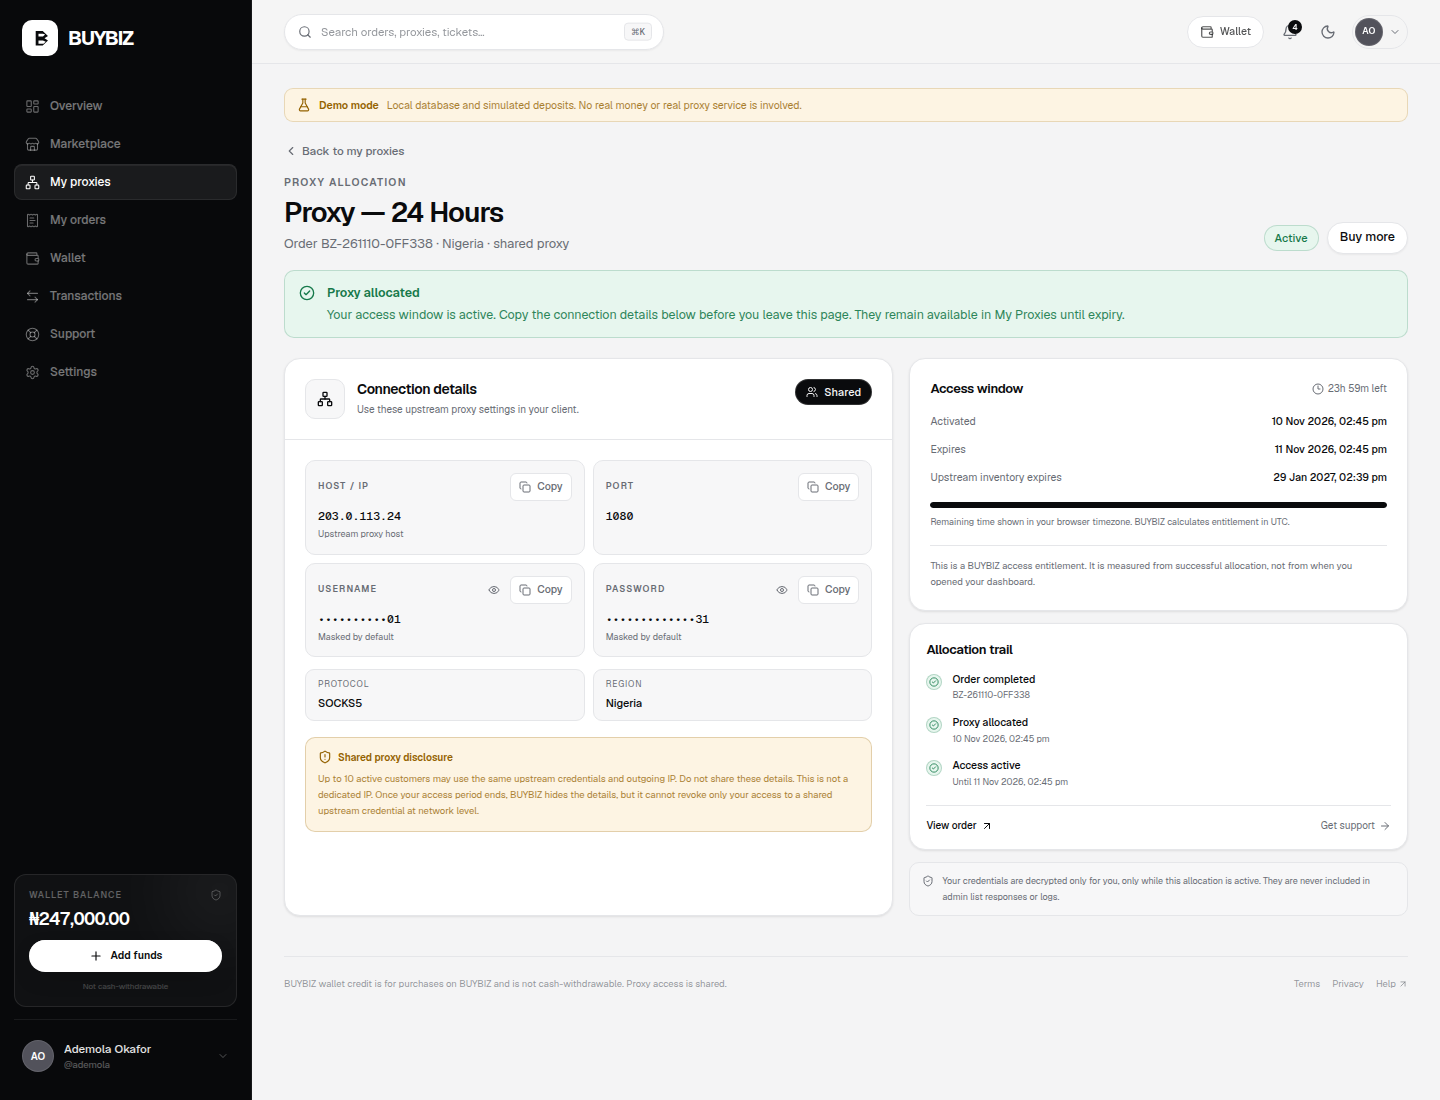 BUYBIZ
Overview
Marketplace
My proxies
My orders
Wallet
Transactions
Support
Settings
WALLET BALANCE
₦247,000.00
Add funds
Not cash-withdrawable
AO
Ademola Okafor
@ademola
Search orders, proxies, tickets...
⌘K
Wallet
4
AO
Demo mode Local database and simulated deposits. No real money or real proxy service is involved.
Back to my proxies
PROXY ALLOCATION
Proxy — 24 Hours
Order BZ-261110-0FF338 · Nigeria · shared proxy
Active
Buy more
Proxy allocated
Your access window is active. Copy the connection details below before you leave this page. They remain available in My Proxies until expiry.
Connection details
Use these upstream proxy settings in your client.
Shared
HOST / IP
Copy
203.0.113.24
Upstream proxy host
PORT
Copy
1080
USERNAME
Copy
••••••••••01
Masked by default
PASSWORD
Copy
•••••••••••••31
Masked by default
PROTOCOL
SOCKS5
REGION
Nigeria
Shared proxy disclosure
Up to 10 active customers may use the same upstream credentials and outgoing IP. Do not share these details. This is not a
dedicated IP. Once your access period ends, BUYBIZ hides the details, but it cannot revoke only your access to a shared
upstream credential at network level.
Access window
23h 59m left
Activated 10 Nov 2026, 02:45 pm
Expires 11 Nov 2026, 02:45 pm
Upstream inventory expires 29 Jan 2027, 02:39 pm
Remaining time shown in your browser timezone. BUYBIZ calculates entitlement in UTC.
This is a BUYBIZ access entitlement. It is measured from successful allocation, not from when you
opened your dashboard.
Allocation trail
Order completed
BZ-261110-0FF338
Proxy allocated
10 Nov 2026, 02:45 pm
Access active
Until 11 Nov 2026, 02:45 pm
View order
Get support
Your credentials are decrypted only for you, only while this allocation is active. They are never included in
admin list responses or logs.
BUYBIZ wallet credit is for purchases on BUYBIZ and is not cash-withdrawable. Proxy access is shared.
Terms Privacy Help